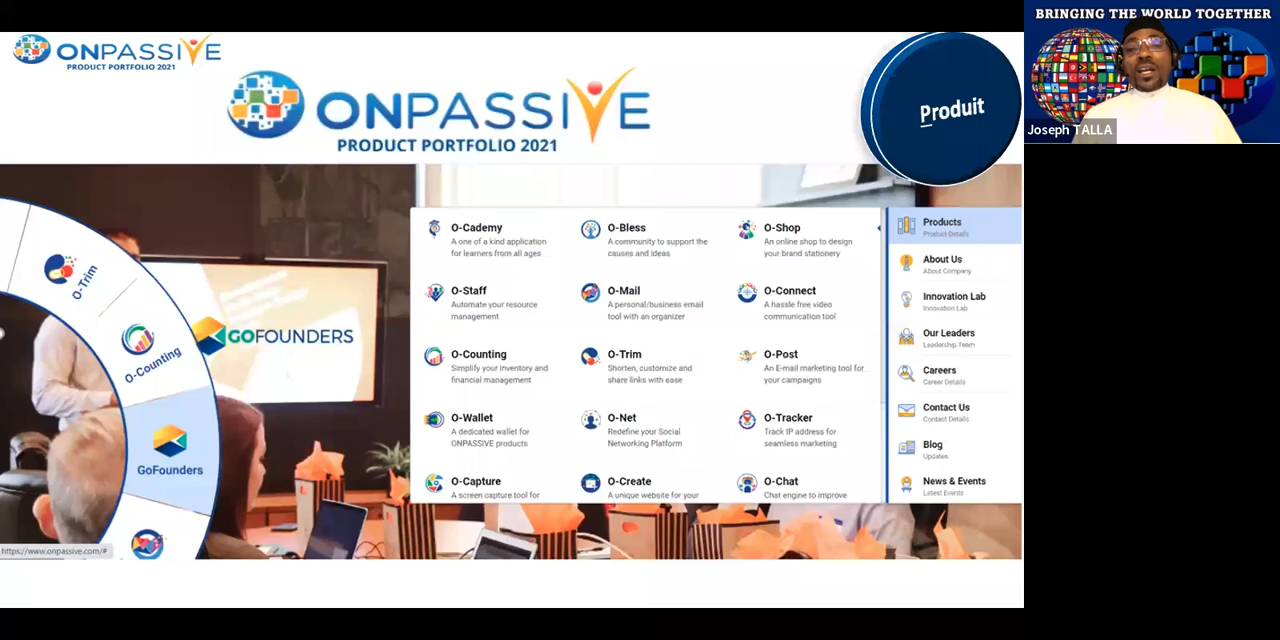 ONPASSIVE
PRODUCT PORTFOLIO 2021
ONPASSIVE
PRODUCT PORTFOLIO 2021
Produit
BRINGING THE WORLD TOGETHER
Joseph TALLA
O-Trim
O-Counting
GoFounders
GOFOUNDERS
O-Cademy
A one of a kind application
for learners from all ages
O-Bless
A community to support the
causes and ideas
O-Shop
An online shop to design
your brand stationery
O-Staff
Automate your resource
management
O-Mail
A personal/business email
tool with an organizer
O-Connect
A hassle free video
communication tool
O-Counting
Simplify your inventory and
financial management
O-Trim
Shorten, customize and
share links with ease
O-Post
An E-mail marketing tool for
your campaigns
O-Wallet
A dedicated wallet for
ONPASSIVE products
O-Net
Redefine your Social
Networking Platform
O-Tracker
Track IP address for
seamless marketing
O-Capture
A screen capture tool for
O-Create
A unique website for your
O-Chat
Chat engine to improve
Products
Product Details
About Us
About Company
Innovation Lab
Innovation Lab
Our Leaders
Leadership Team
Careers
Career Details
Contact Us
Contact Details
Blog
Updates
News & Events
Latest Events
https://www.onpassive.com/#